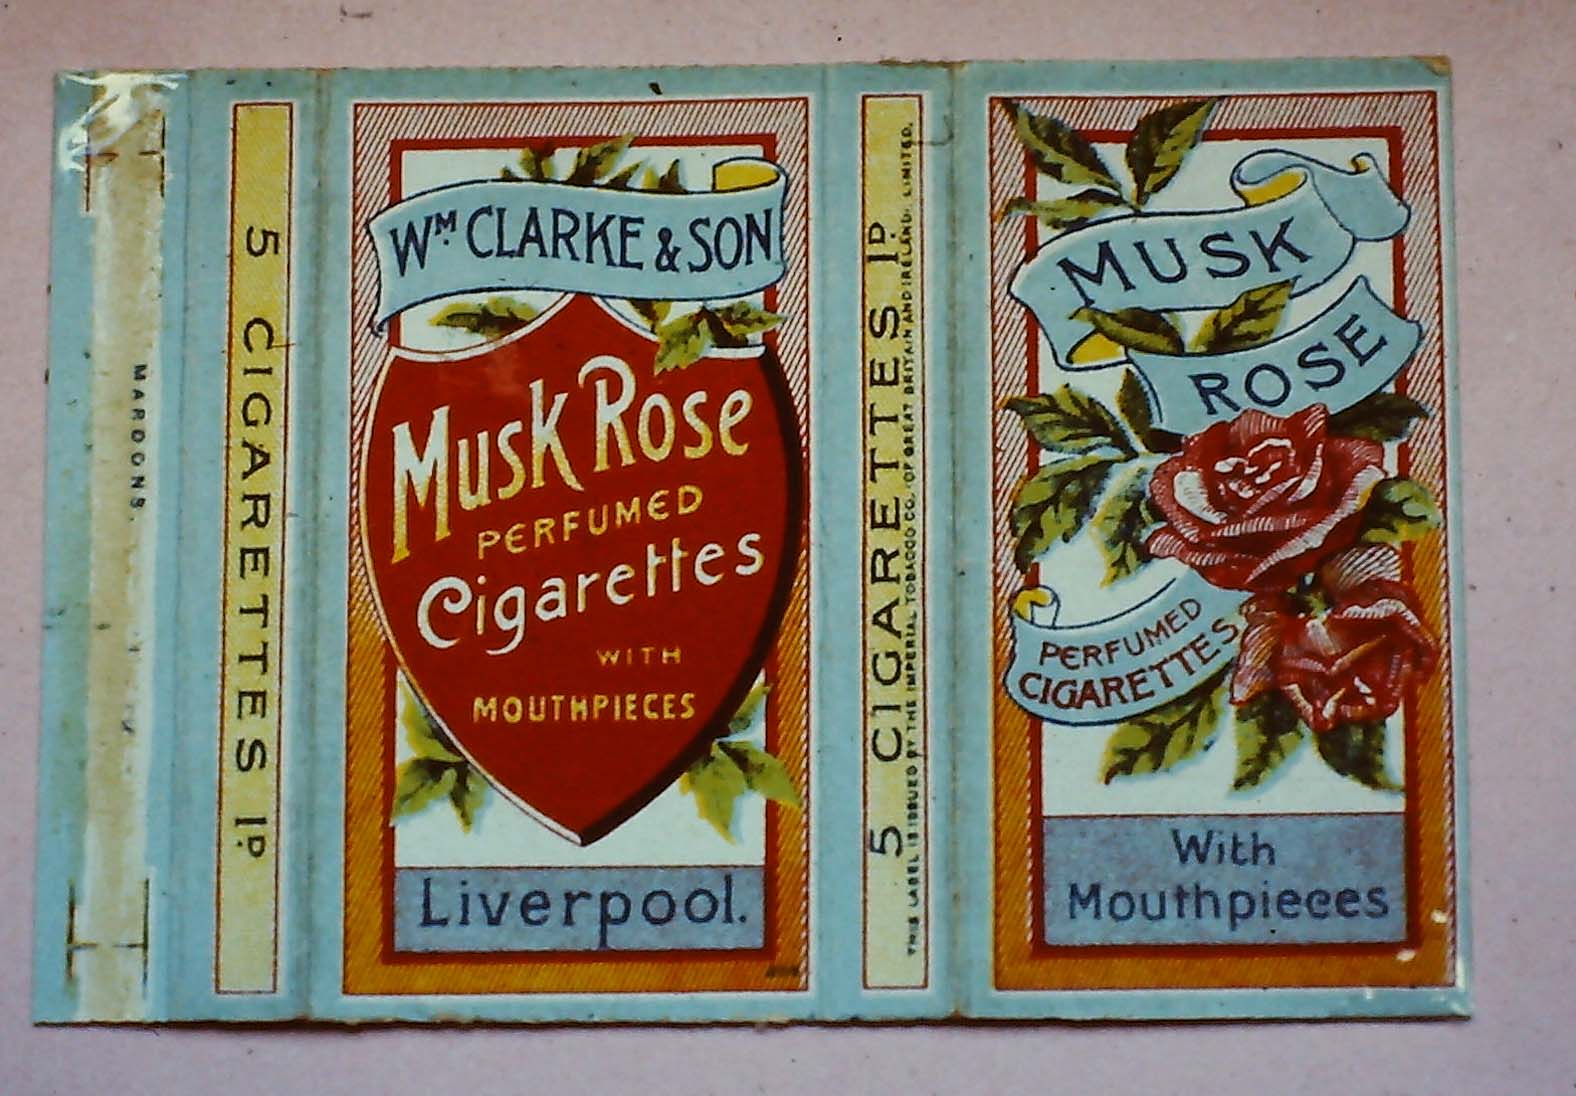 MARDONS.
5 CIGARETTES 1D.
WM. CLARKE & SON
Musk Rose
PERFUMED
Cigarettes
WITH
MOUTHPIECES
Liverpool.
5 CIGARETTES 1D.
THIS LABEL IS ISSUED BY THE IMPERIAL TOBACCO CO. (OF GREAT BRITAIN AND IRELAND). LIMITED.
MUSK
ROSE
PERFUMED
CIGARETTES
With
Mouthpieces